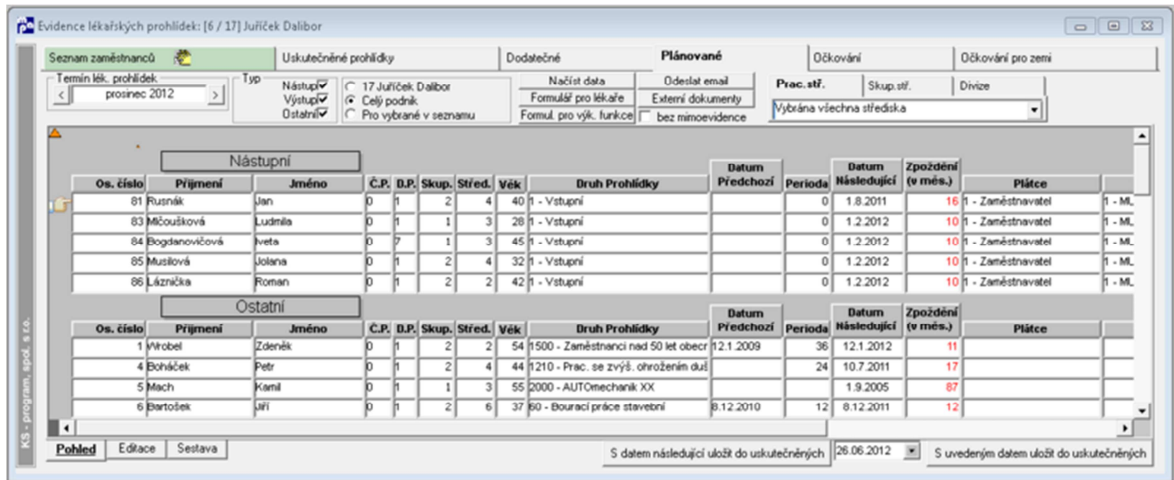 Evidence lékařských prohlídek: [6 / 17] Juříček Dalibor
Seznam zaměstnanců Uskutečněné prohlídky Dodatečné Plánované Očkování Očkování pro zemi
Termín lék. prohlídek Typ Nástupí 17 Juříček Dalibor Načíst data Odeslat email Prac.stř. Skup.stř. Divize
< prosinec 2012 > Výstupí Celý podnik Formulář pro lékaře Externí dokumenty Vybrána všechna střediska
Ostatní Pro vybrané v seznamu Formul. pro výk. funkce bez mimoevidence
Nástupní
Os. číslo Příjmení Jméno Č.P. D.P. Skup. Střed. Věk Druh Prohlídky Datum Předchozí Perioda Datum Následující Zpoždění (v měs.) Plátce
81 Rusnák Jan 0 1 2 4 40 1 - Vstupní 0 1.8.2011 16 1 - Zaměstnavatel 1 - ML
83 Mlčoušková Ludmila 0 1 1 3 28 1 - Vstupní 0 1.2.2012 10 1 - Zaměstnavatel 1 - ML
84 Bogdanovičová Iveta 0 7 1 3 45 1 - Vstupní 0 1.2.2012 10 1 - Zaměstnavatel 1 - ML
85 Musilová Jolana 0 1 2 4 32 1 - Vstupní 0 1.2.2012 10 1 - Zaměstnavatel 1 - ML
86 Láznička Roman 0 1 2 2 42 1 - Vstupní 0 1.2.2012 10 1 - Zaměstnavatel 1 - ML
Ostatní
Os. číslo Příjmení Jméno Č.P. D.P. Skup. Střed. Věk Druh Prohlídky Datum Předchozí Perioda Datum Následující Zpoždění (v měs.) Plátce
1 Wrobel Zdeněk 0 1 2 2 54 1500 - Zaměstnanci nad 50 let obecr 12.1.2009 36 12.1.2012 11
4 Boháček Petr 0 1 2 4 44 1210 - Prac. se zvýš. ohrožením duš 24 10.7.2011 17
5 Mach Kamil 0 1 1 3 55 2000 - AUTOmechanik XX 1.9.2005 87
6 Bartošek Jiří 0 1 2 6 37 60 - Bourací práce stavební 8.12.2010 12 8.12.2011 12
KS - program, spol. s r.o.
Pohled Editace Sestava S datem následující uložit do uskutečněných 26.06.2012 S uvedeným datem uložit do uskutečněných